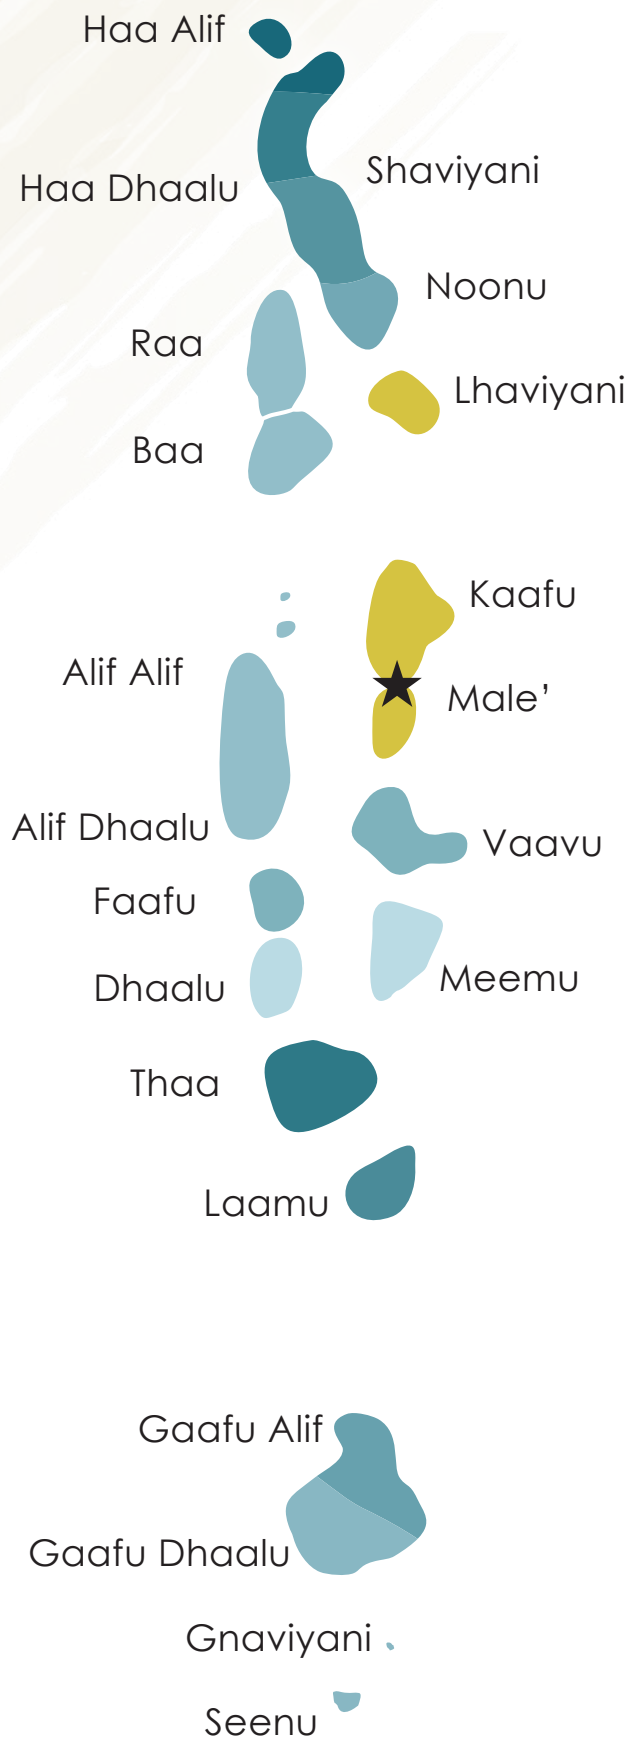 Haa Alif
Shaviyani
Haa Dhaalu
Noonu
Raa
Lhaviyani
Baa
Kaafu
Alif Alif
Male’
Alif Dhaalu
Vaavu
Faafu
Meemu
Dhaalu
Thaa
Laamu
Gaafu Alif
Gaafu Dhaalu
Gnaviyani
Seenu